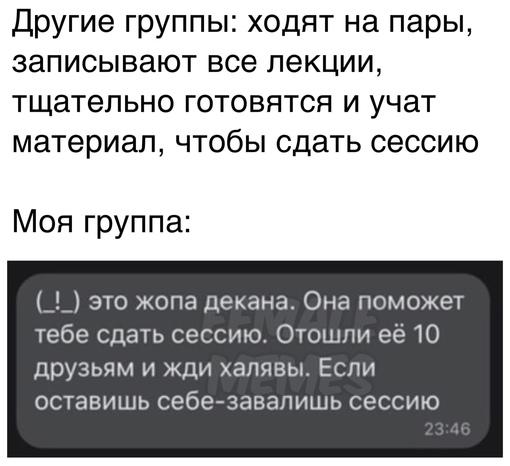 Другие группы: ходят на пары,
записывают все лекции,
тщательно готовятся и учат
материал, чтобы сдать сессию
Моя группа:
(_!_) это жопа декана. Она поможет
тебе сдать сессию. Отошли её 10
друзьям и жди халявы. Если
оставишь себе-завалишь сессию
23:46
FEMALE
MEMES